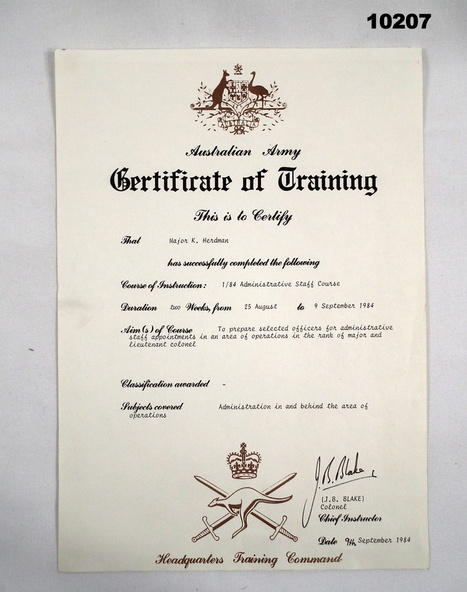 10207
Australian Army
Certificate of Training
This is to Certify
That Major K. Herdman
has successfully completed the following
Course of Instruction: 1/84 Administrative Staff Course
Duration two Weeks, from 25 August to 9 September 1984
Aim(s) of Course To prepare selected officers for administrative
staff appointments in an area of operations in the rank of major and
lieutenant colonel
Classification awarded -
Subjects covered Administration in and behind the area of
operations
J.B. Blake
(J.B. BLAKE)
Colonel
Chief Instructor
Date 9th September 1984
Headquarters Training Command